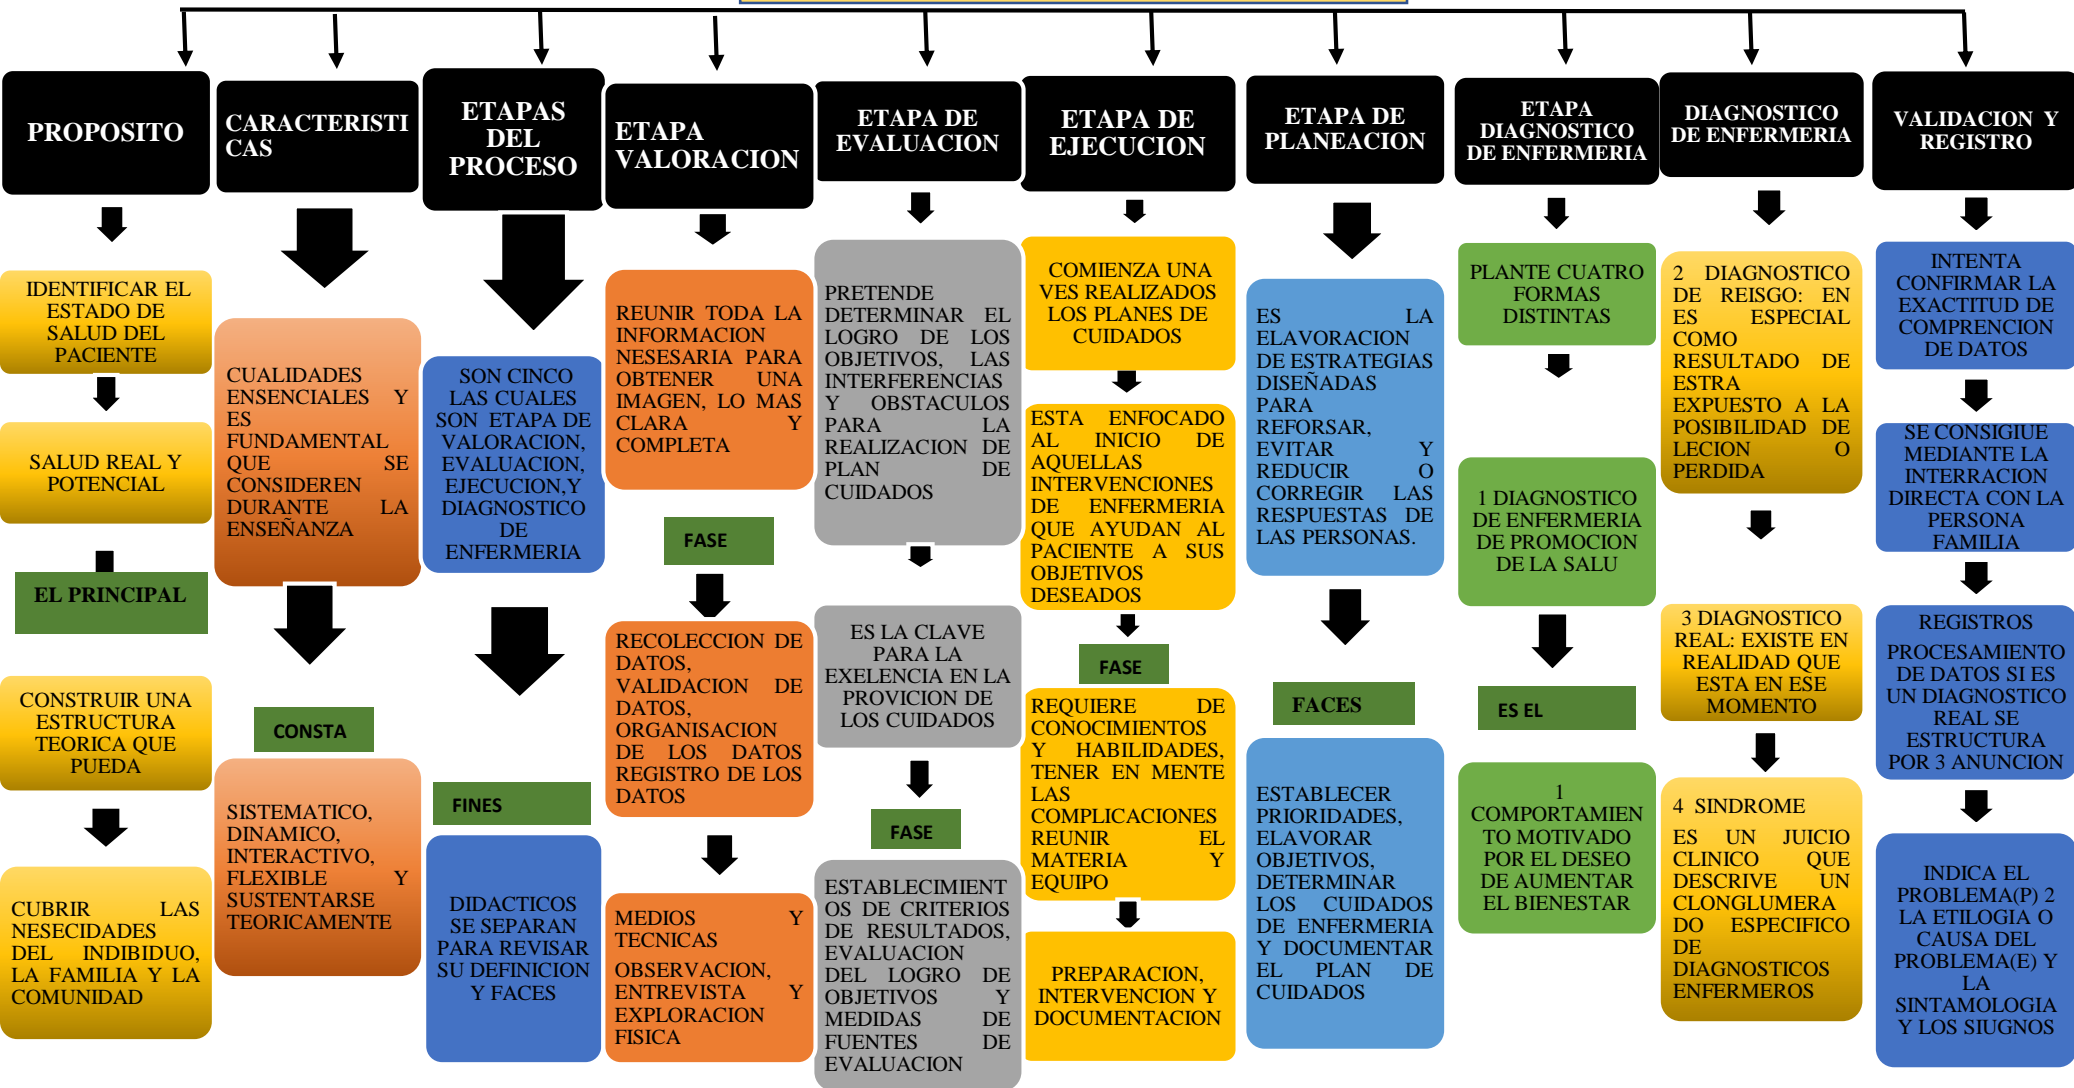 PROPOSITO
IDENTIFICAR EL
ESTADO DE
SALUD DEL
PACIENTE
SALUD REAL Y
POTENCIAL
EL PRINCIPAL
CONSTRUIR UNA
ESTRUCTURA
TEORICA QUE
PUEDA
CUBRIR LAS
NESECIDADES
DEL INDIBIDUO,
LA FAMILIA Y LA
COMUNIDAD
CARACTERISTI
CAS
CUALIDADES
ENSENCIALES Y
ES
FUNDAMENTAL
QUE SE
CONSIDEREN
DURANTE LA
ENSEÑANZA
CONSTA
SISTEMATICO,
DINAMICO,
INTERACTIVO,
FLEXIBLE Y
SUSTENTARSE
TEORICAMENTE
ETAPAS
DEL
PROCESO
SON CINCO
LAS CUALES
SON ETAPA DE
VALORACION,
EVALUACION,
EJECUCION,Y
DIAGNOSTICO
DE
ENFERMERIA
FINES
DIDACTICOS
SE SEPARAN
PARA REVISAR
SU DEFINICION
Y FACES
ETAPA
VALORACION
REUNIR TODA LA
INFORMACION
NESESARIA PARA
OBTENER UNA
IMAGEN, LO MAS
CLARA Y
COMPLETA
FASE
RECOLECCION DE
DATOS,
VALIDACION DE
DATOS,
ORGANISACION
DE LOS DATOS
REGISTRO DE LOS
DATOS
MEDIOS Y
TECNICAS
OBSERVACION,
ENTREVISTA Y
EXPLORACION
FISICA
ETAPA DE
EVALUACION
PRETENDE
DETERMINAR EL
LOGRO DE LOS
OBJETIVOS, LAS
INTERFERENCIAS
Y OBSTACULOS
PARA LA
REALIZACION DE
PLAN DE
CUIDADOS
ES LA CLAVE
PARA LA
EXELENCIA EN LA
PROVICION DE
LOS CUIDADOS
FASE
ESTABLECIMIENT
OS DE CRITERIOS
DE RESULTADOS,
EVALUACION
DEL LOGRO DE
OBJETIVOS Y
MEDIDAS DE
FUENTES DE
EVALUACION
ETAPA DE
EJECUCION
COMIENZA UNA
VES REALIZADOS
LOS PLANES DE
CUIDADOS
ESTA ENFOCADO
AL INICIO DE
AQUELLAS
INTERVENCIONES
DE ENFERMERIA
QUE AYUDAN AL
PACIENTE A SUS
OBJETIVOS
DESEADOS
FASE
REQUIERE DE
CONOCIMIENTOS
Y HABILIDADES,
TENER EN MENTE
LAS
COMPLICACIONES
REUNIR EL
MATERIA Y
EQUIPO
PREPARACION,
INTERVENCION Y
DOCUMENTACION
ETAPA DE
PLANEACION
ES LA
ELAVORACION
DE ESTRATEGIAS
DISEÑADAS
PARA
REFORSAR,
EVITAR Y
REDUCIR O
CORREGIR LAS
RESPUESTAS DE
LAS PERSONAS.
FACES
ESTABLECER
PRIORIDADES,
ELAVORAR
OBJETIVOS,
DETERMINAR
LOS CUIDADOS
DE ENFERMERIA
Y DOCUMENTAR
EL PLAN DE
CUIDADOS
ETAPA
DIAGNOSTICO
DE ENFERMERIA
PLANTE CUATRO
FORMAS
DISTINTAS
1 DIAGNOSTICO
DE ENFERMERIA
DE PROMOCION
DE LA SALU
ES EL
1
COMPORTAMIEN
TO MOTIVADO
POR EL DESEO
DE AUMENTAR
EL BIENESTAR
DIAGNOSTICO
DE ENFERMERIA
2 DIAGNOSTICO
DE REISGO: EN
ES ESPECIAL
COMO
RESULTADO DE
ESTRA
EXPUESTO A LA
POSIBILIDAD DE
LECION O
PERDIDA
3 DIAGNOSTICO
REAL: EXISTE EN
REALIDAD QUE
ESTA EN ESE
MOMENTO
4 SINDROME
ES UN JUICIO
CLINICO QUE
DESCRIVE UN
CLONGLUMERA
DO ESPECIFICO
DE
DIAGNOSTICOS
ENFERMEROS
VALIDACION Y
REGISTRO
INTENTA
CONFIRMAR LA
EXACTITUD DE
COMPRENCION
DE DATOS
SE CONSIGIUE
MEDIANTE LA
INTERRACION
DIRECTA CON LA
PERSONA
FAMILIA
REGISTROS
PROCESAMIENTO
DE DATOS SI ES
UN DIAGNOSTICO
REAL SE
ESTRUCTURA
POR 3 ANUNCION
INDICA EL
PROBLEMA(P) 2
LA ETILOGIA O
CAUSA DEL
PROBLEMA(E) Y
LA
SINTAMOLOGIA
Y LOS SIUGNOS